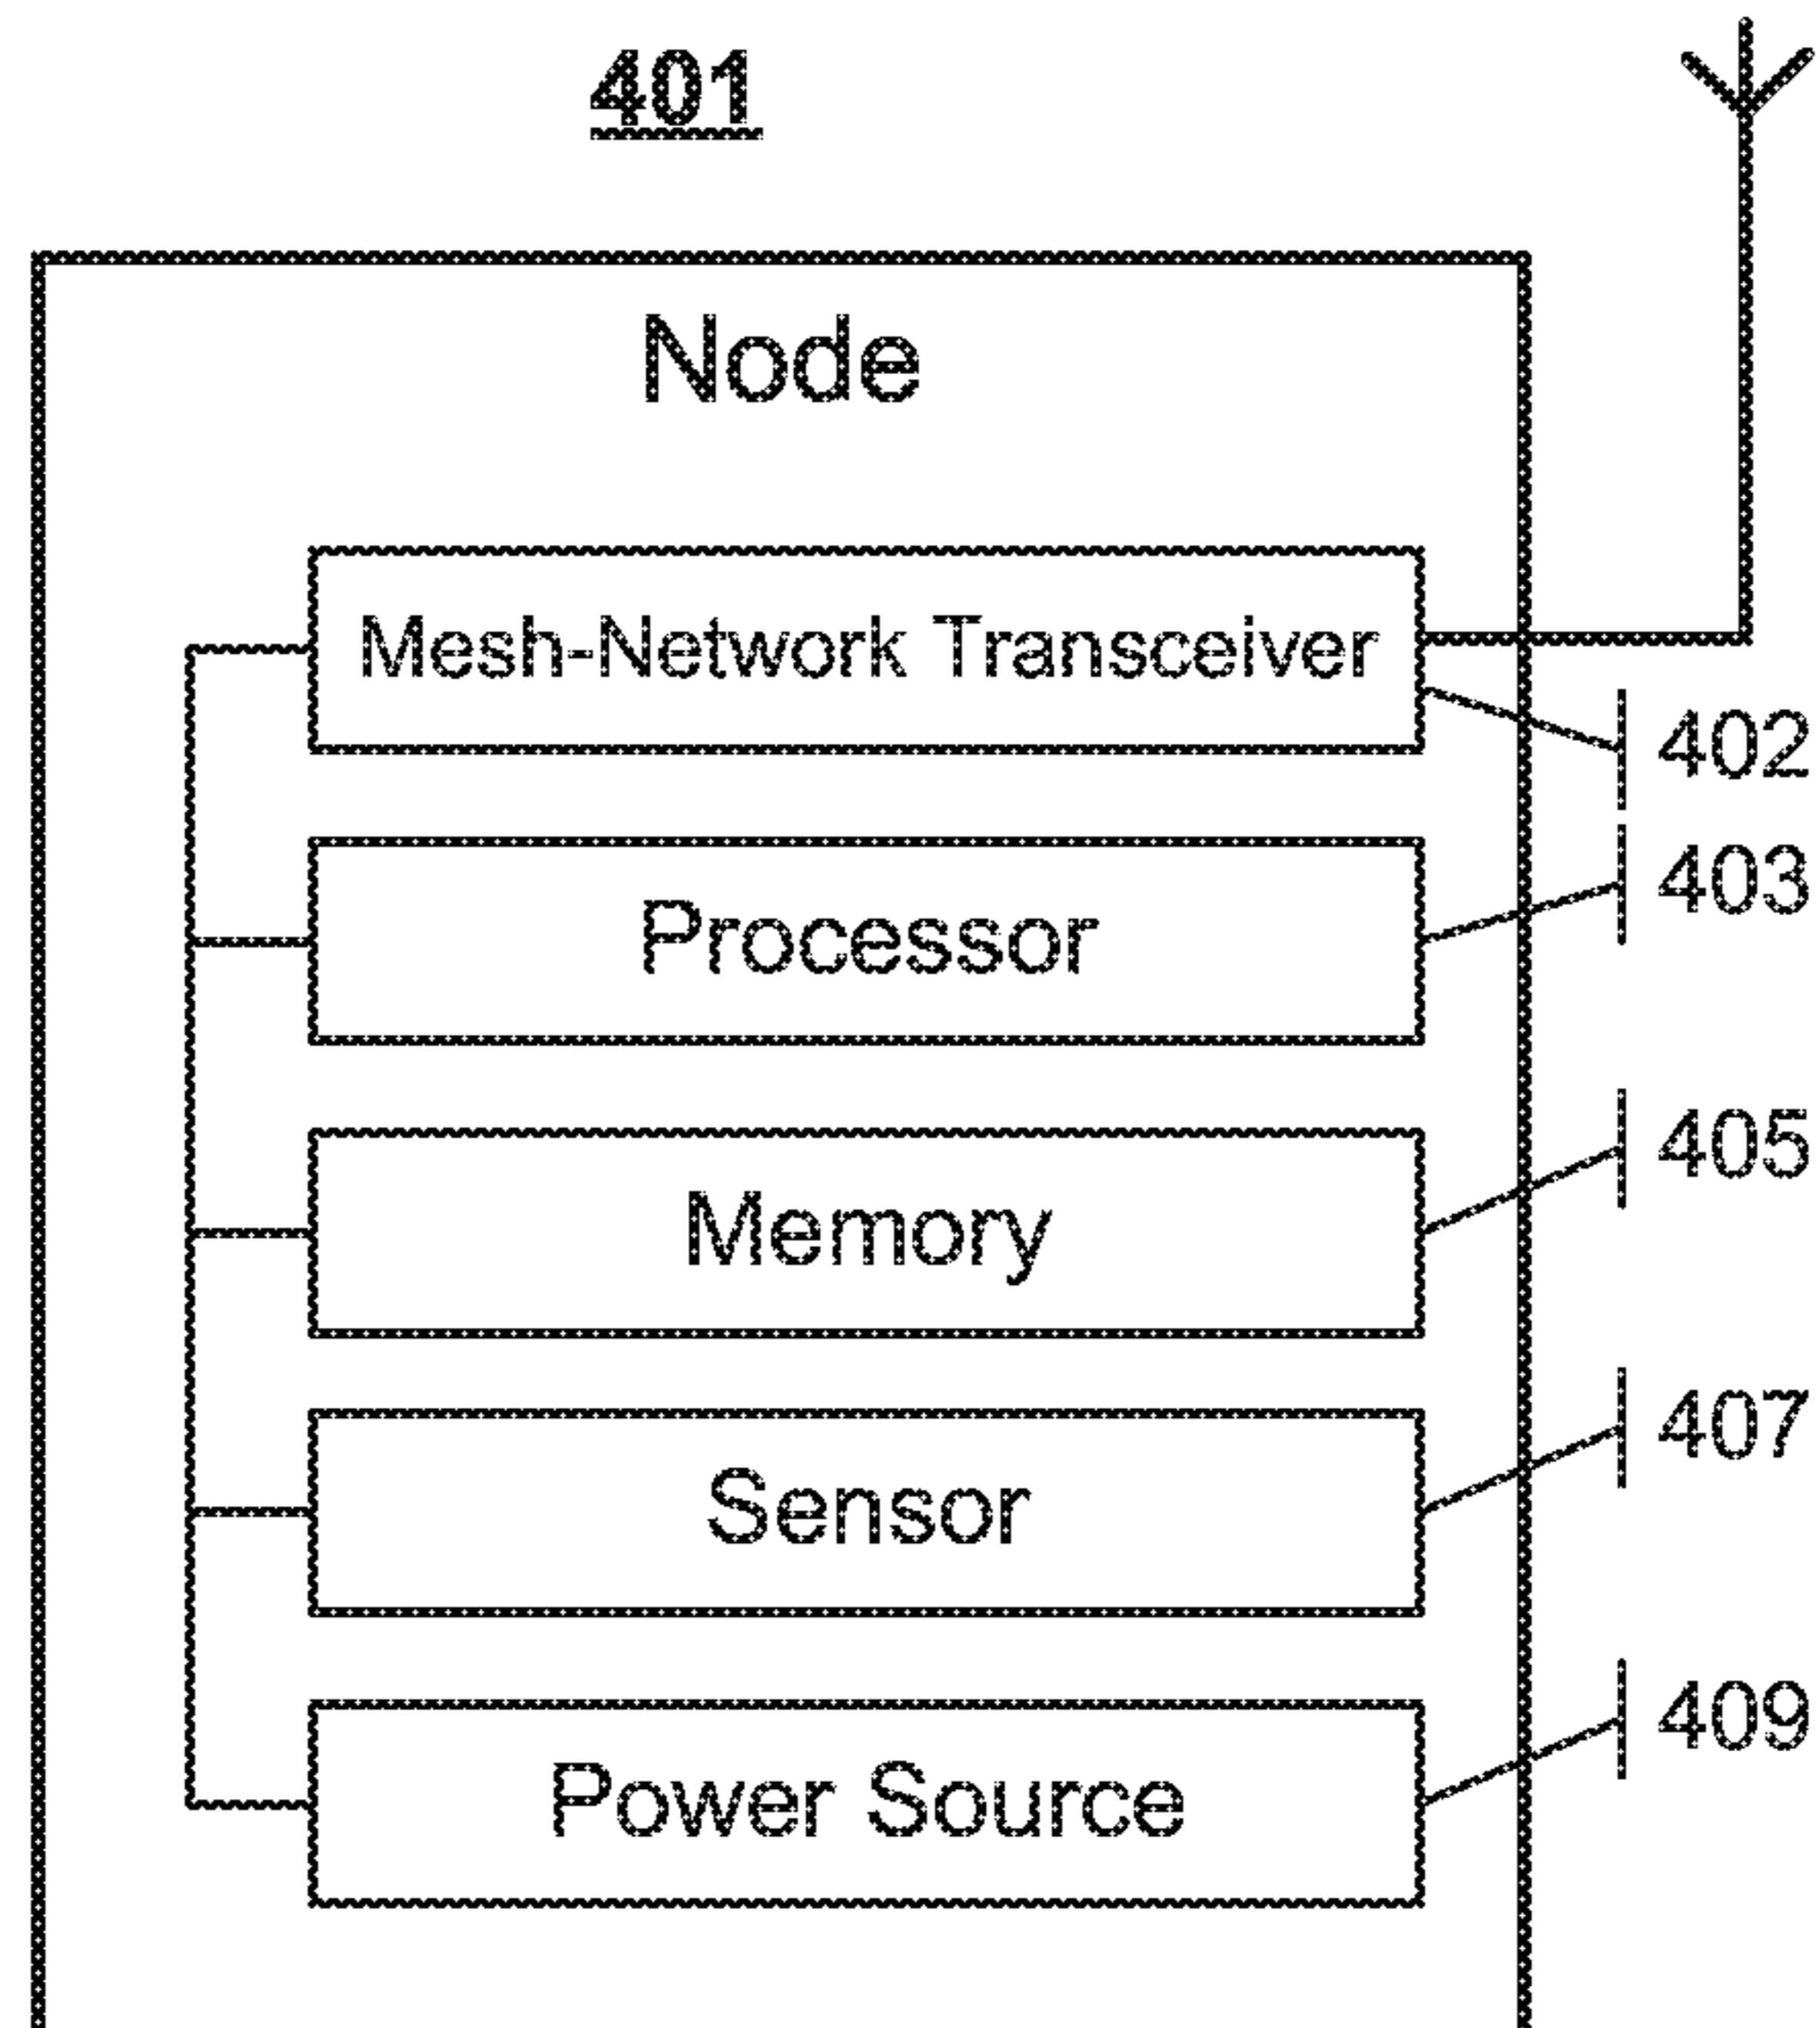 401
Node
Mesh-Network Transceiver
402
Processor
403
Memory
405
Sensor
407
Power Source
409